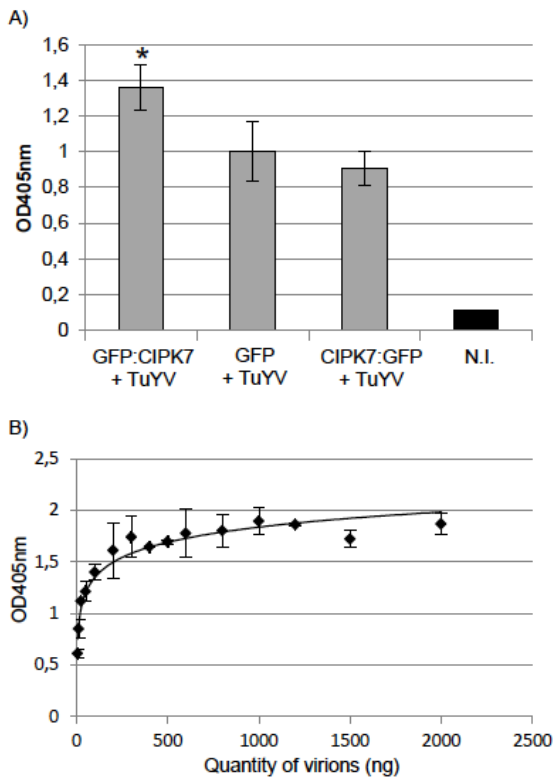 A)
1,6
1,4
1,2
1
0,8
0,6
0,4
0,2
0
OD405nm
*
GFP:CIPK7
+ TuYV
GFP
+ TuYV
CIPK7:GFP
+ TuYV
N.I.
B)
2,5
2
1,5
1
0,5
0
OD405nm
0
500
1000
1500
2000
2500
Quantity of virions (ng)